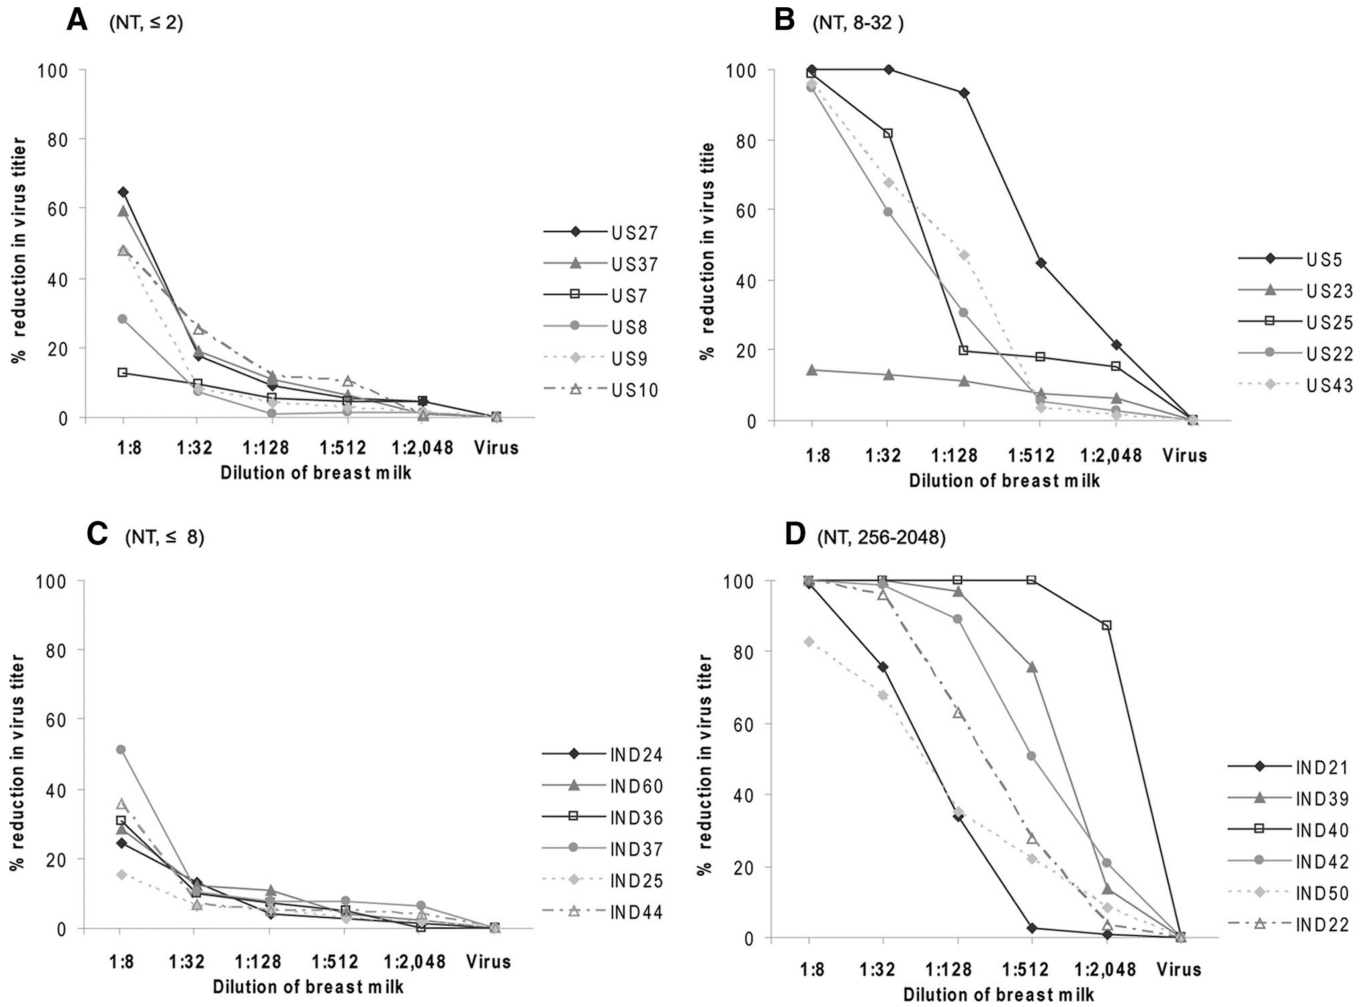 A (NT, ≤ 2)
% reduction in virus titier
100
80
60
40
20
0
1:8 1:32 1:128 1:512 1:2,048 Virus
Dilution of breast milk
US27
US37
US7
US8
US9
US10
B (NT, 8-32 )
% reduction in virus titie
100
80
60
40
20
0
1:8 1:32 1:128 1:512 1:2,048 Virus
Dilution of breast milk
US5
US23
US25
US22
US43
C (NT, ≤ 8)
% reduction in virus titer
100
80
60
40
20
0
1:8 1:32 1:128 1:512 1:2,048 Virus
Dilution of breast milk
IND24
IND60
IND36
IND37
IND25
IND44
D (NT, 256-2048)
% reduction in virus titer
100
80
60
40
20
0
1:8 1:32 1:128 1:512 1:2,048 Virus
Dilution of breast milk
IND21
IND39
IND40
IND42
IND50
IND22